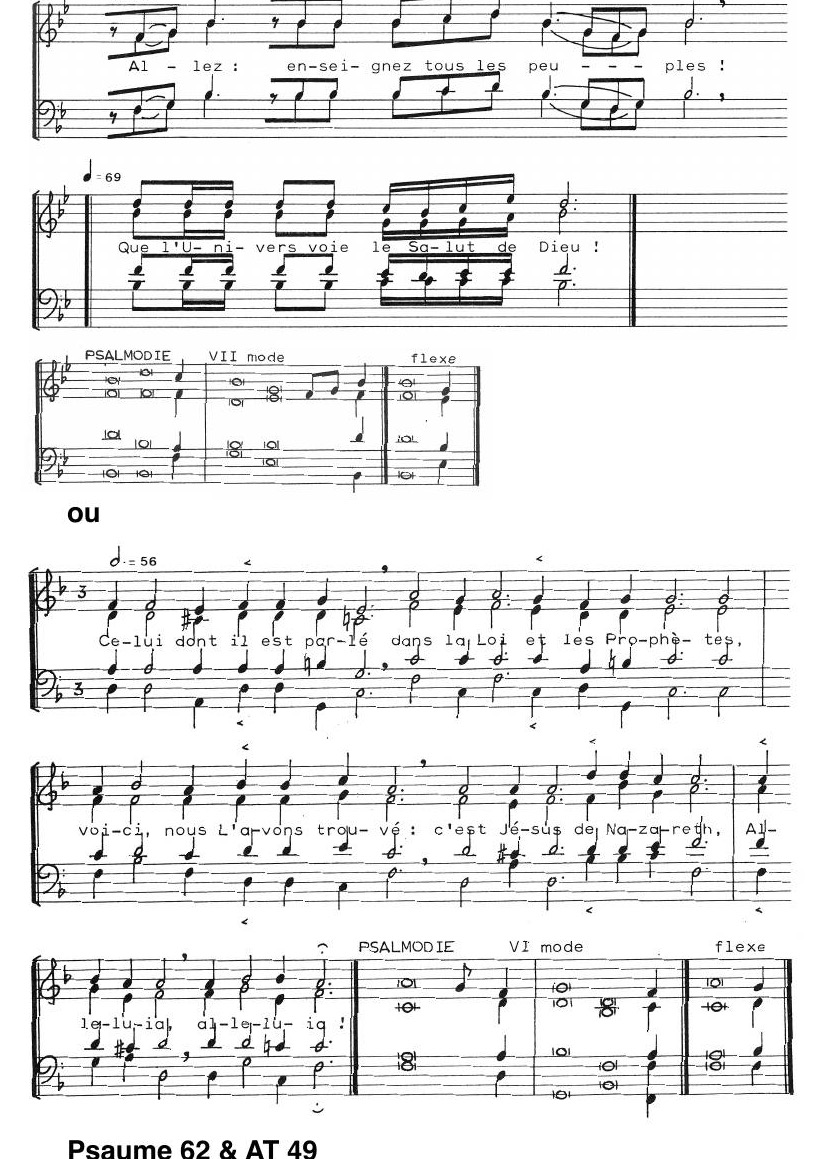 Al - lez : en-sei- gnez tous les peu - - - ples !
♩ = 69
Que l'U- ni- vers voie le Sa- lut de Dieu !
PSALMODIE VII mode flexe
ou
𝅗𝅥. = 56
3
Ce-lui dont il est par-lé dans la Loi et les Pro-phè- tes,
3
voi-ci, nous L'a-vons trou- vé : c'est Jé-sus de Na-za-reth, Al-
PSALMODIE VI mode flexe
le-lu-ia, al-le-lu- ia !
Psaume 62 & AT 49